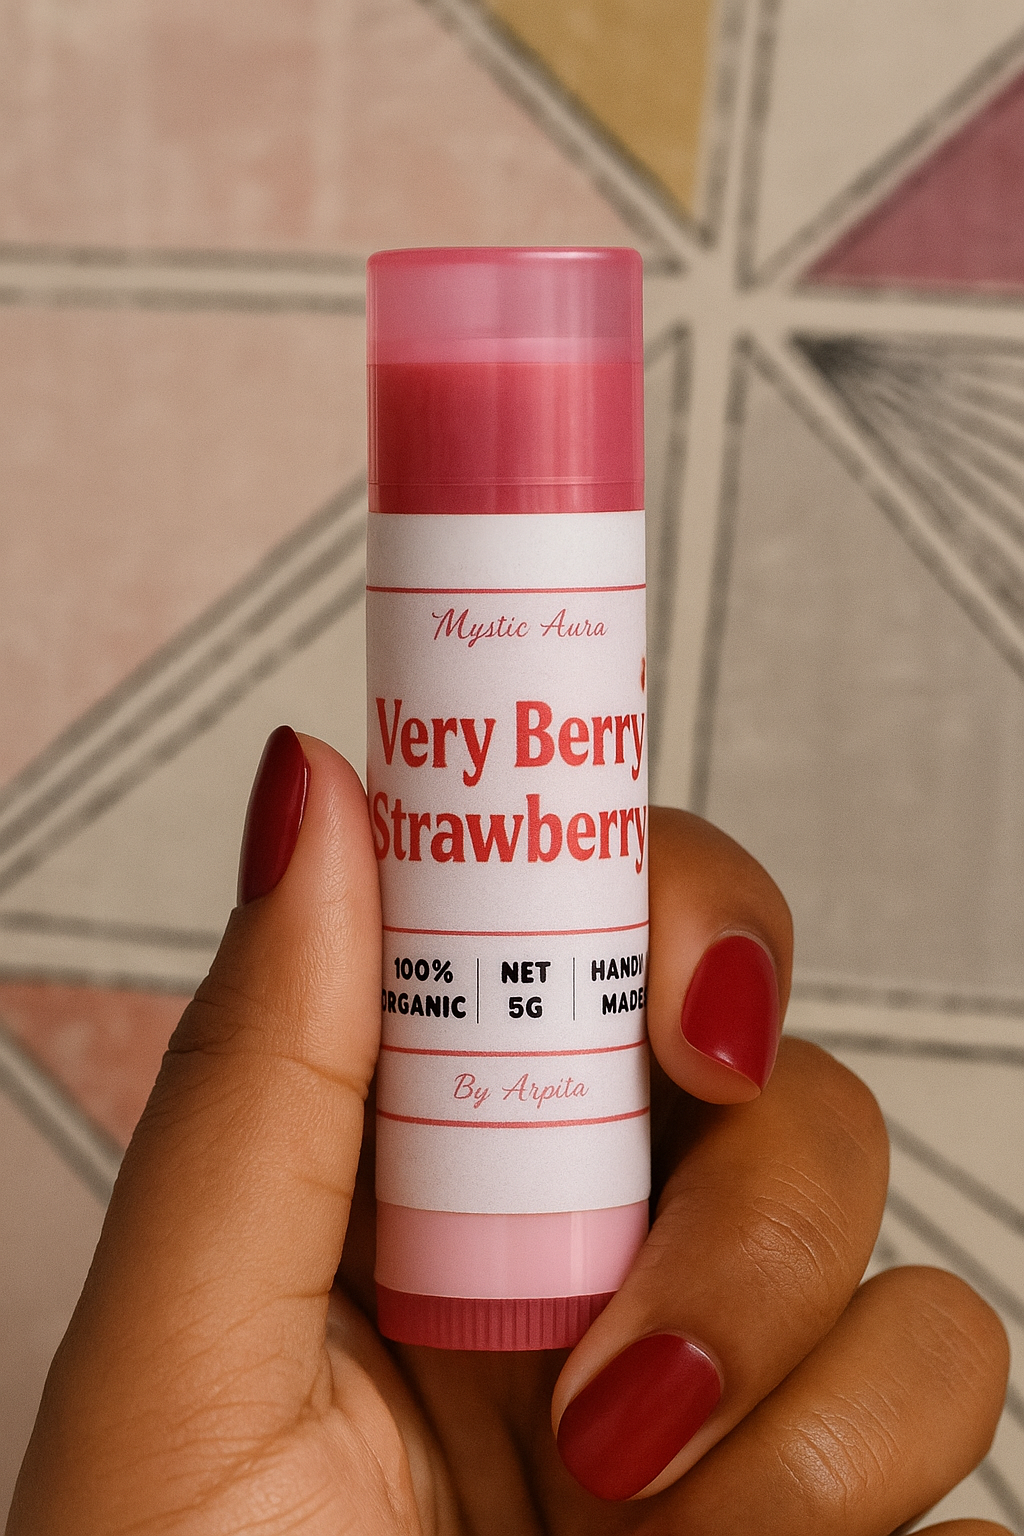 Mystic Aura
Very Berry
Strawberry
100% NET
ORGANIC 5G
MADE
By Arpita